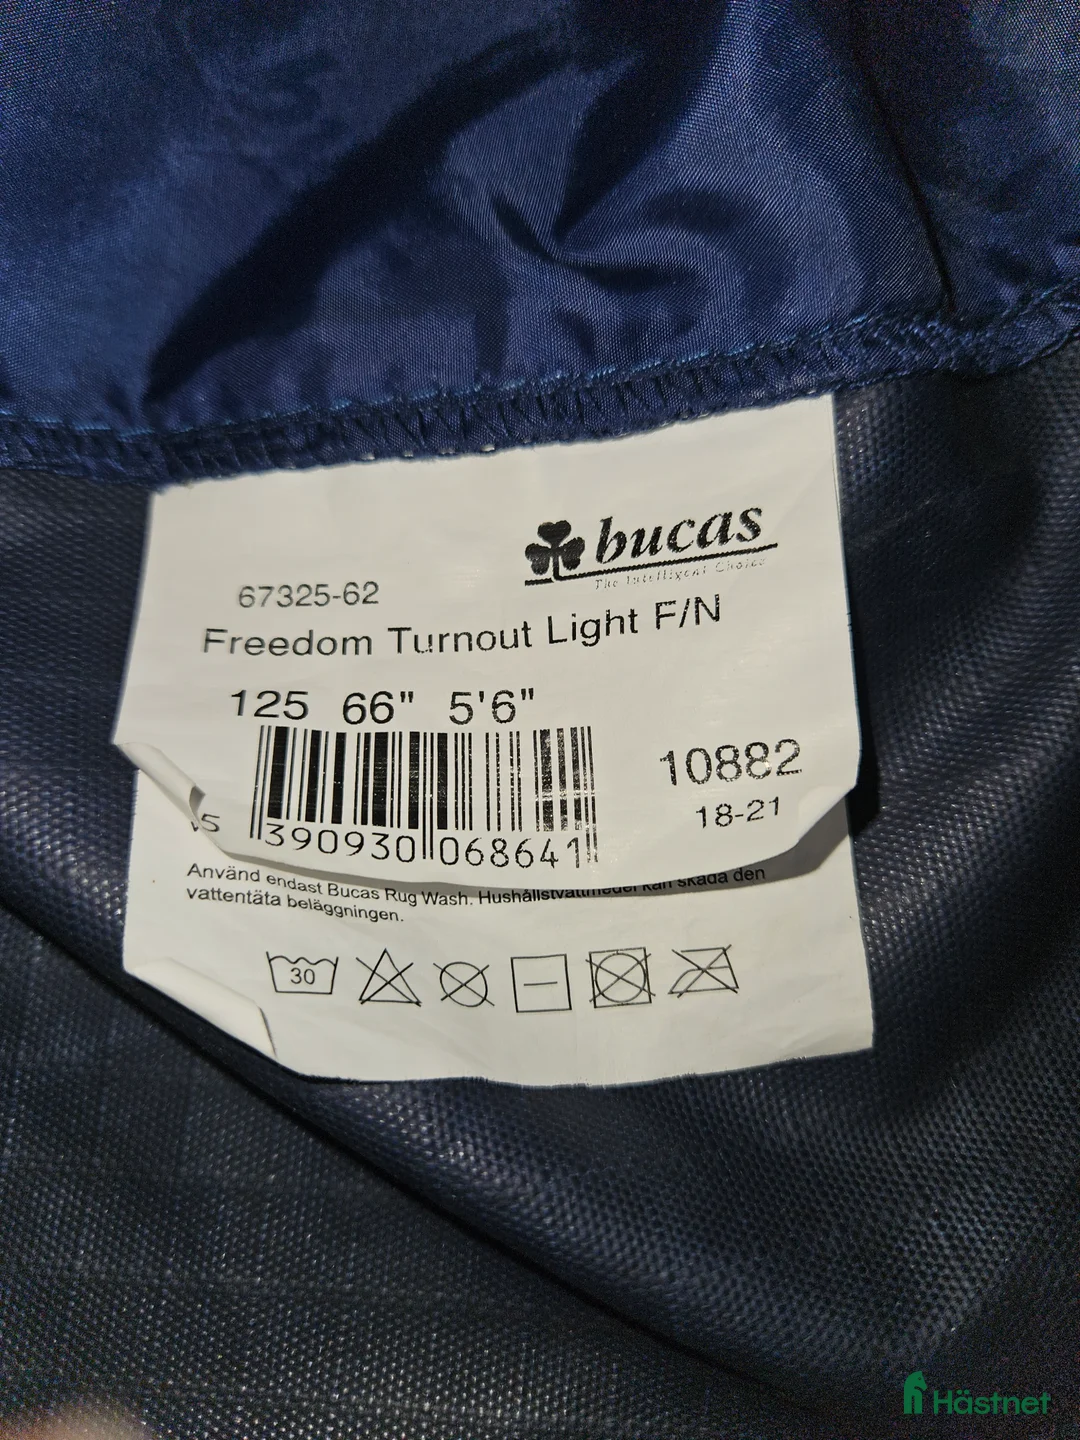 bucas
The Intelligent Choice
67325-62
Freedom Turnout Light F/N
125 66" 5'6"
10882
18-21
5 390930 068641
Använd endast Bucas Rug Wash. Hushållstvättmedel kan skada den
vattentäta beläggningen.
30
Hästnet